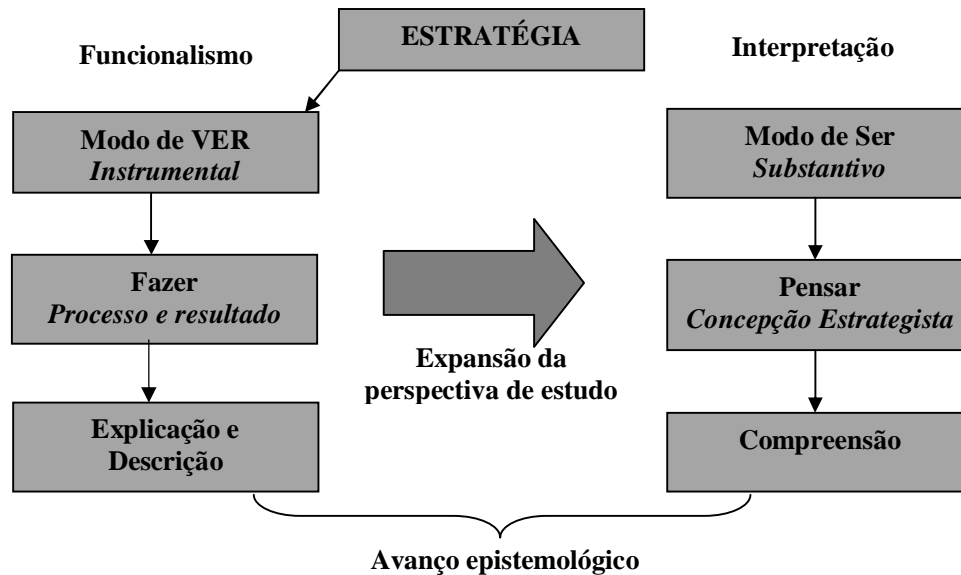 ESTRATÉGIA
Funcionalismo
Interpretação
Modo de VER
Instrumental
Modo de Ser
Substantivo
Fazer
Processo e resultado
Pensar
Concepção Estrategista
Expansão da
perspectiva de estudo
Explicação e
Descrição
Compreensão
Avanço epistemológico